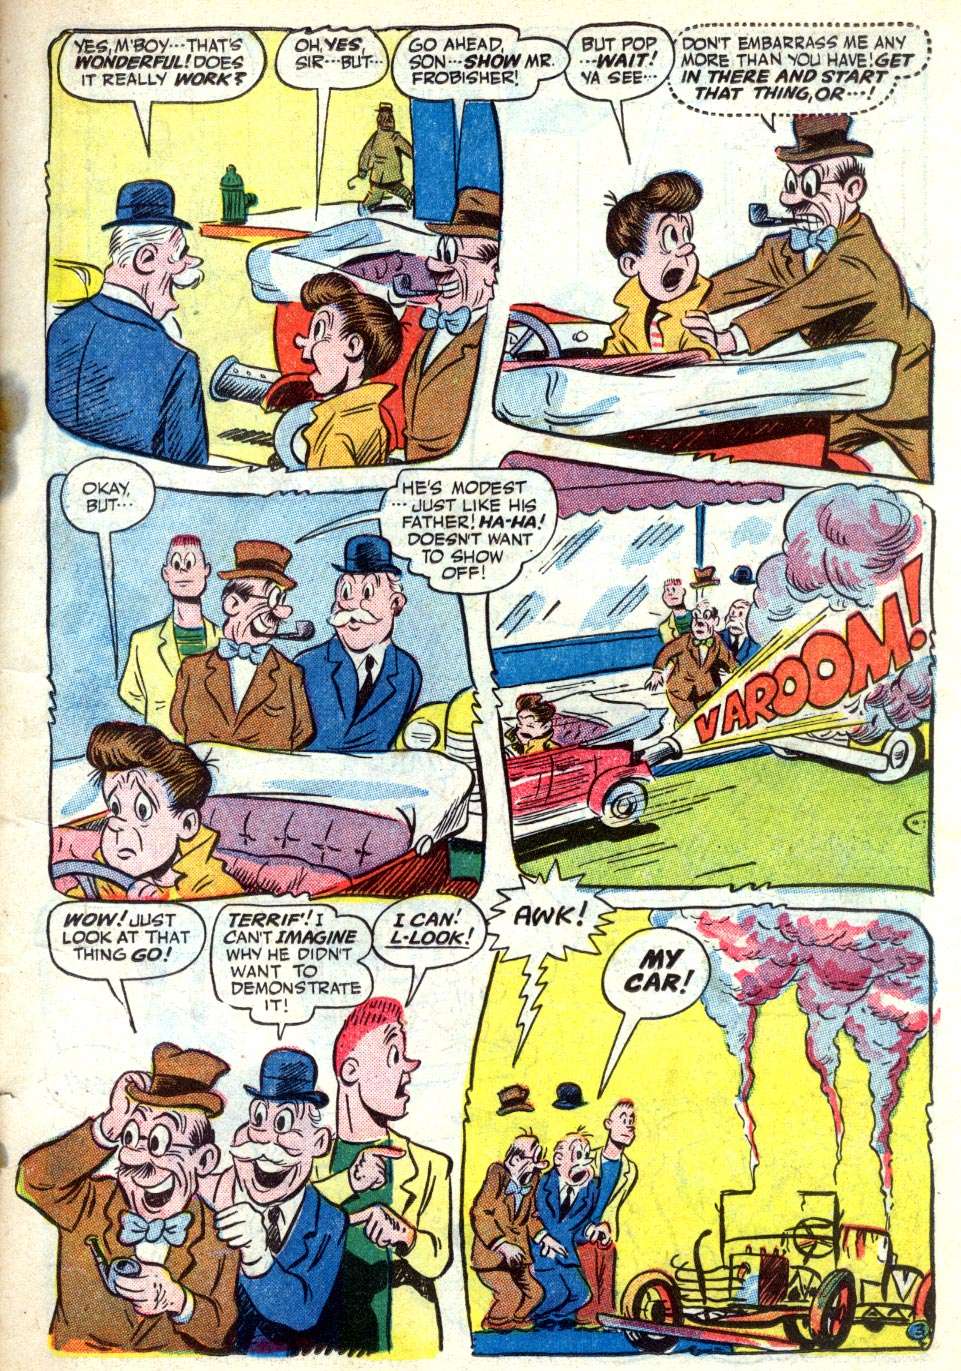 YES, M'BOY---THAT'S
WONDERFUL! DOES
IT REALLY WORK?
OH, YES,
SIR---BUT---
GO AHEAD,
SON---SHOW MR.
FROBISHER!
BUT POP
---WAIT!
YA SEE---
DON'T EMBARRASS ME ANY
MORE THAN YOU HAVE! GET
IN THERE AND START
THAT THING, OR---!
OKAY,
BUT---
HE'S MODEST
---JUST LIKE HIS
FATHER! HA-HA!
DOESN'T WANT
TO SHOW
OFF!
VAROOM!
WOW! JUST
LOOK AT THAT
THING GO!
TERRIF'! I
CAN'T IMAGINE
WHY HE DIDN'T
WANT TO
DEMONSTRATE
IT!
I CAN!
L-LOOK!
AWK!
MY
CAR!
3